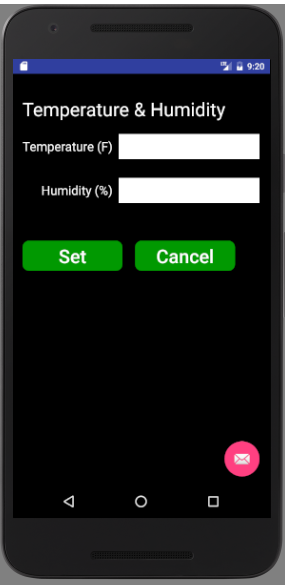 9:20
Temperature & Humidity
Temperature (F)
Humidity (%)
Set Cancel